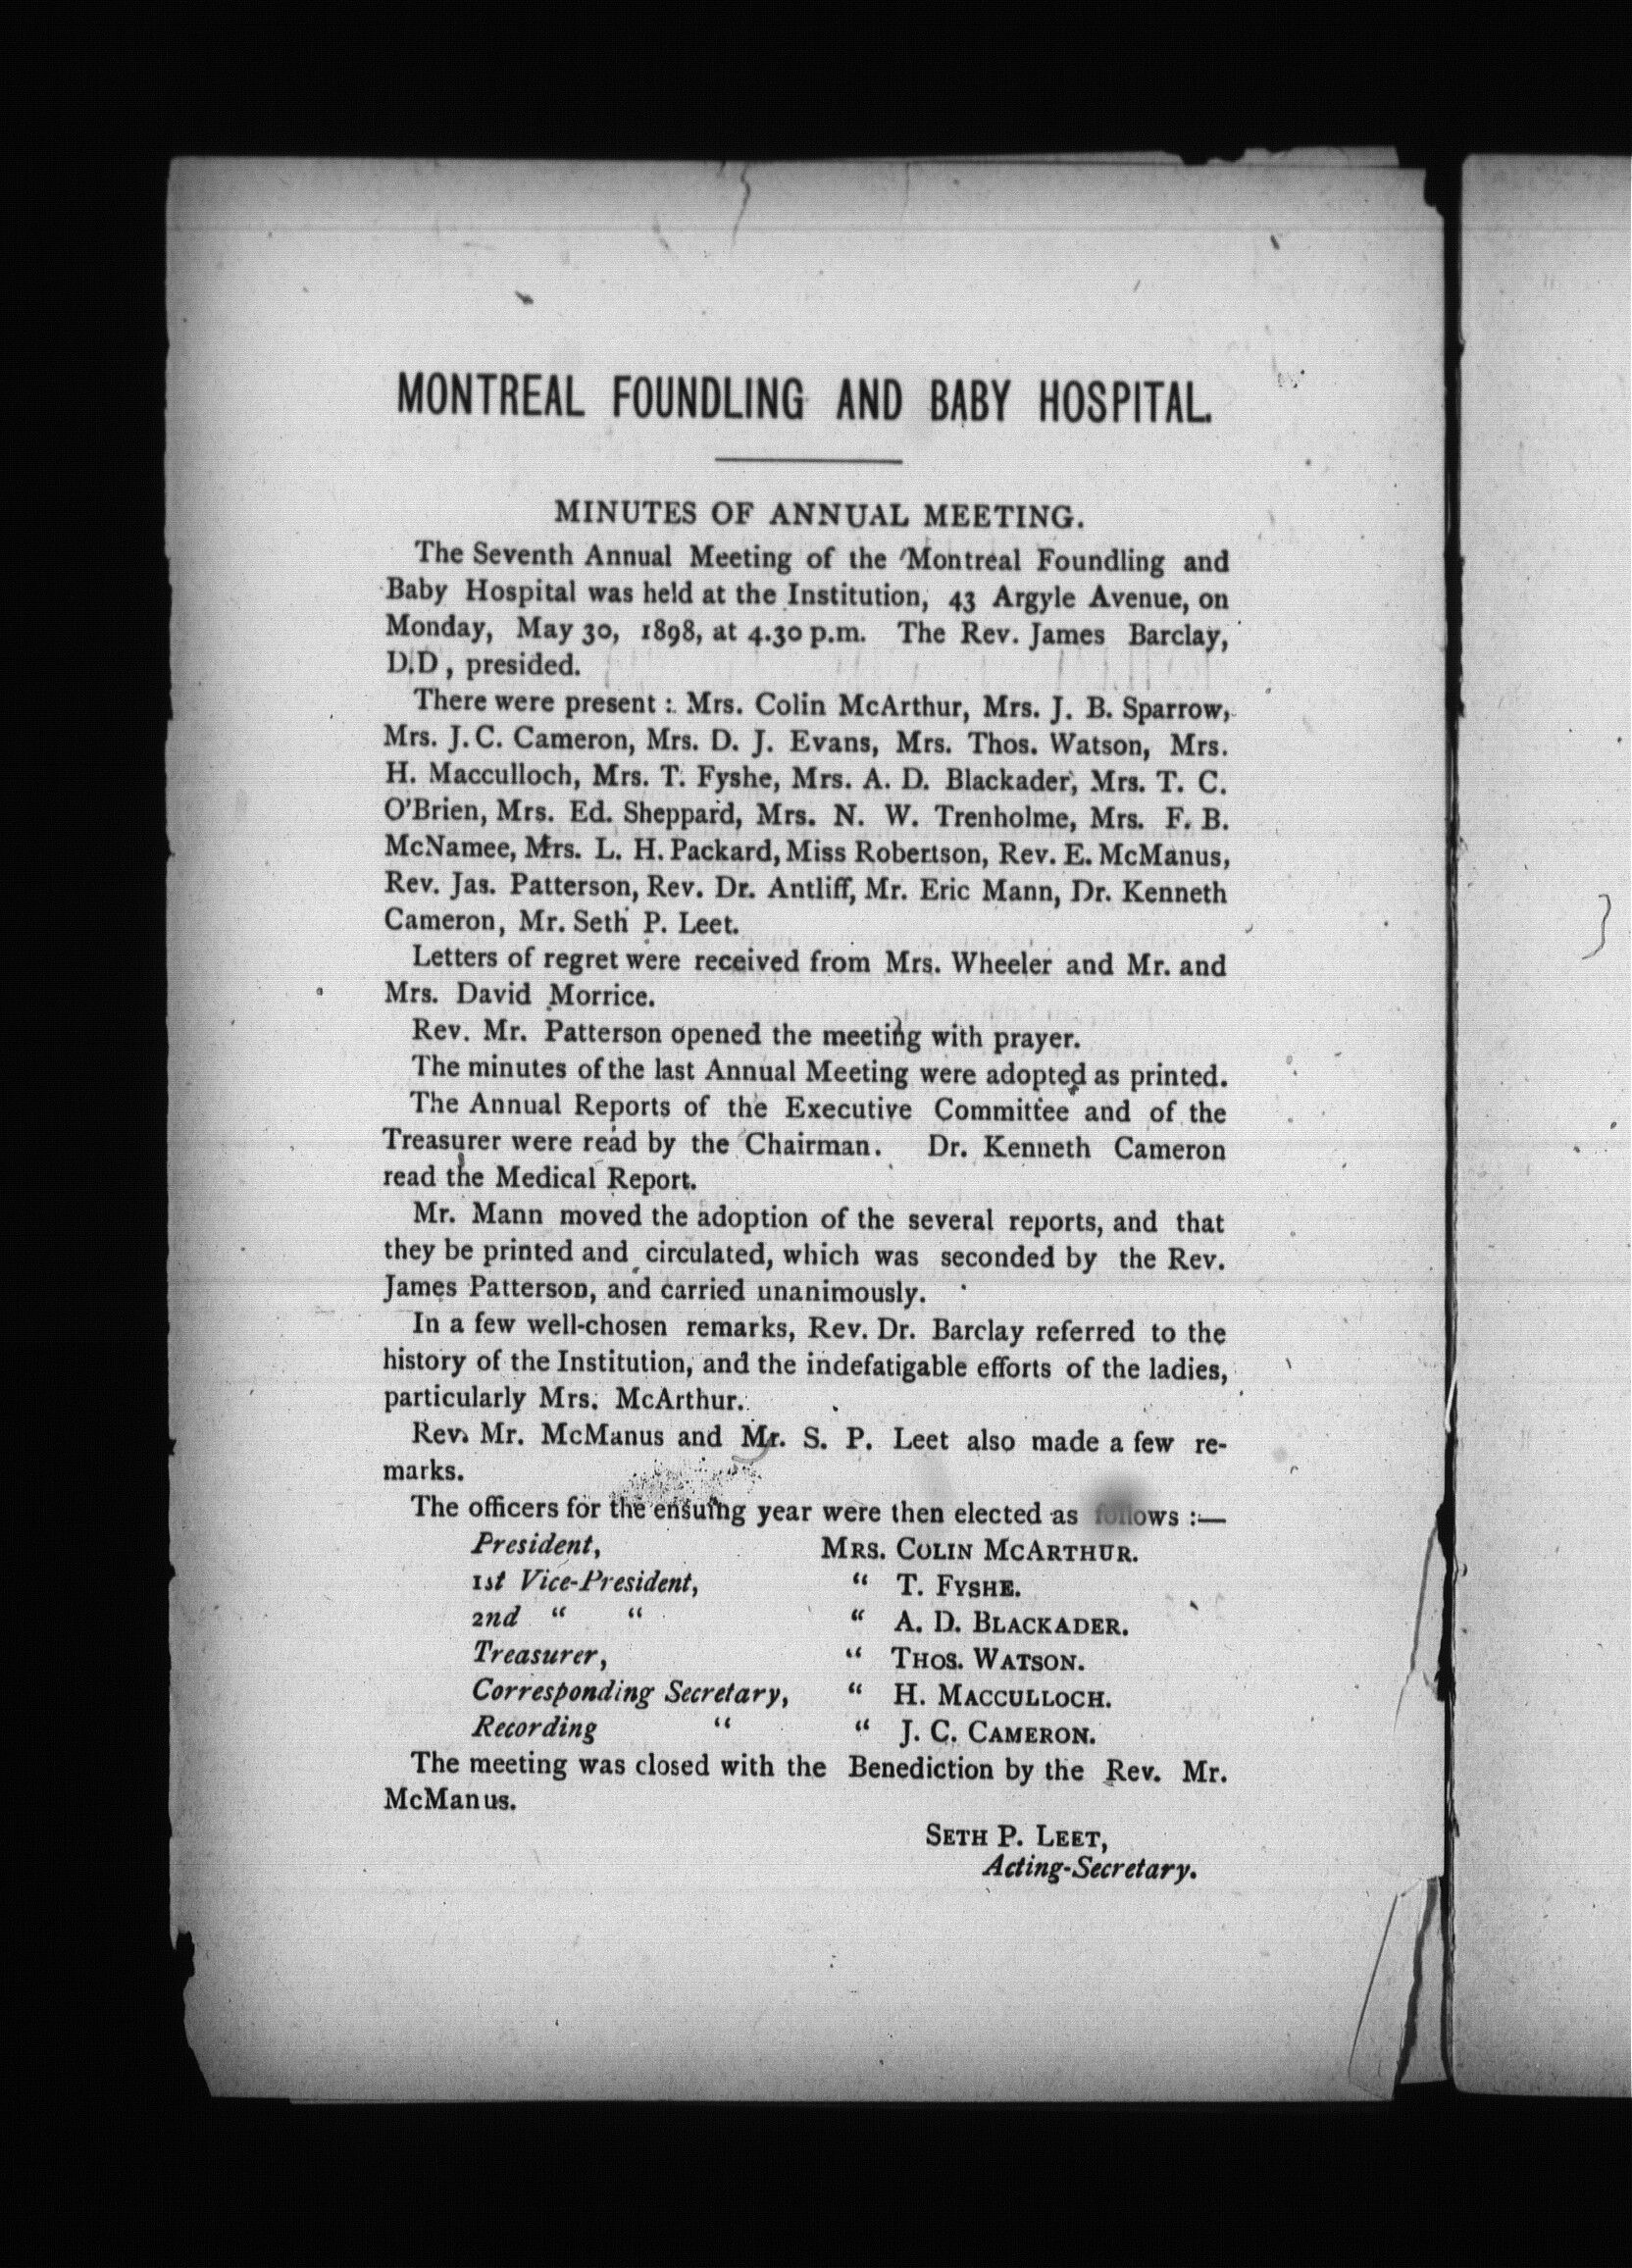 MONTREAL FOUNDLING AND BABY HOSPITAL.
MINUTES OF ANNUAL MEETING.
The Seventh Annual Meeting of the Montreal Foundling and
Baby Hospital was held at the Institution, 43 Argyle Avenue, on
Monday, May 30, 1898, at 4.30 p.m. The Rev. James Barclay,
D.D, presided.
There were present: Mrs. Colin McArthur, Mrs. J. B. Sparrow,
Mrs. J. C. Cameron, Mrs. D. J. Evans, Mrs. Thos. Watson, Mrs.
H. Macculloch, Mrs. T. Fyshe, Mrs. A. D. Blackader, Mrs. T. C.
O'Brien, Mrs. Ed. Sheppard, Mrs. N. W. Trenholme, Mrs. F. B.
McNamee, Mrs. L. H. Packard, Miss Robertson, Rev. E. McManus,
Rev. Jas. Patterson, Rev. Dr. Antliff, Mr. Eric Mann, Dr. Kenneth
Cameron, Mr. Seth P. Leet.
Letters of regret were received from Mrs. Wheeler and Mr. and
Mrs. David Morrice.
Rev. Mr. Patterson opened the meeting with prayer.
The minutes of the last Annual Meeting were adopted as printed.
The Annual Reports of the Executive Committee and of the
Treasurer were read by the Chairman. Dr. Kenneth Cameron
read the Medical Report.
Mr. Mann moved the adoption of the several reports, and that
they be printed and circulated, which was seconded by the Rev.
James Patterson, and carried unanimously.
In a few well-chosen remarks, Rev. Dr. Barclay referred to the
history of the Institution, and the indefatigable efforts of the ladies,
particularly Mrs. McArthur.
Rev. Mr. McManus and Mr. S. P. Leet also made a few re-
marks.
The officers for the ensuing year were then elected as follows :—
President, MRS. COLIN MCARTHUR.
1st Vice-President, " T. FYSHE.
2nd " " " A. D. BLACKADER.
Treasurer, " THOS. WATSON.
Corresponding Secretary, " H. MACCULLOCH.
Recording " " J. C. CAMERON.
The meeting was closed with the Benediction by the Rev. Mr.
McManus.
SETH P. LEET,
Acting-Secretary.